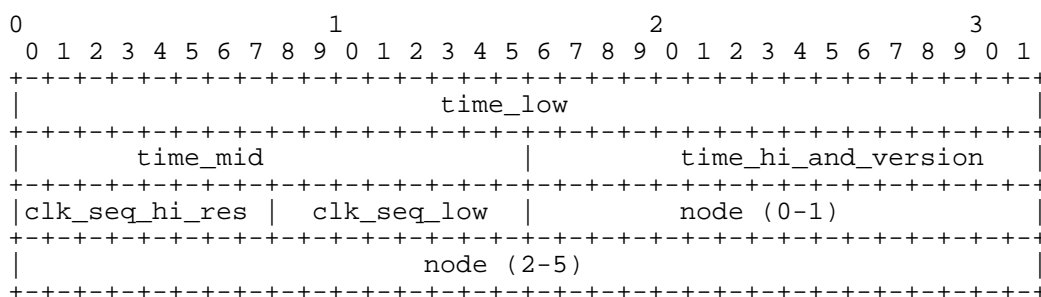 0                   1                   2                   3
 0 1 2 3 4 5 6 7 8 9 0 1 2 3 4 5 6 7 8 9 0 1 2 3 4 5 6 7 8 9 0 1
+-+-+-+-+-+-+-+-+-+-+-+-+-+-+-+-+-+-+-+-+-+-+-+-+-+-+-+-+-+-+-+-+
|                          time_low                             |
+-+-+-+-+-+-+-+-+-+-+-+-+-+-+-+-+-+-+-+-+-+-+-+-+-+-+-+-+-+-+-+-+
|       time_mid                |         time_hi_and_version   |
+-+-+-+-+-+-+-+-+-+-+-+-+-+-+-+-+-+-+-+-+-+-+-+-+-+-+-+-+-+-+-+-+
|clk_seq_hi_res |  clk_seq_low  |         node (0-1)            |
+-+-+-+-+-+-+-+-+-+-+-+-+-+-+-+-+-+-+-+-+-+-+-+-+-+-+-+-+-+-+-+-+
|                         node (2-5)                            |
+-+-+-+-+-+-+-+-+-+-+-+-+-+-+-+-+-+-+-+-+-+-+-+-+-+-+-+-+-+-+-+-+